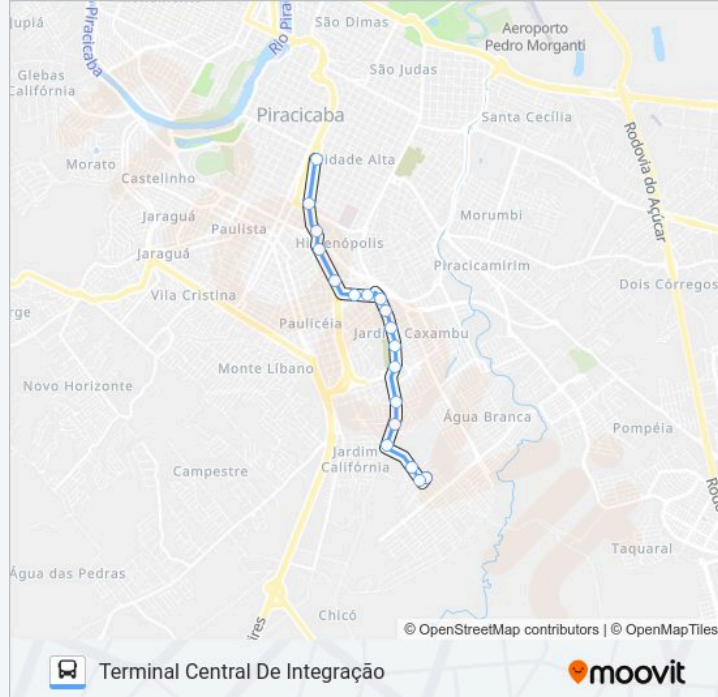 Jupiá
Piracicaba
Rio Pira
São Dimas
Aeroporto
Pedro Morganti
São Judas
Glebas
Califórnia
Piracicaba
Santa Cecília
Cidade Alta
Morato
Castelinho
Rodovia do Açúcar
Jaraguá
Paulista
Higienópolis
Morumbi
Jaraguá
Piracicamirim
Vila Cristina
Dois Córregos
rge
Paulicéia
Jardim Caxambu
Monte Líbano
Novo Horizonte
Água Branca
Pompéia
Jardim
Califórnia
Campestre
Rod
Taquaral
Água das Pedras
Chicó
ires
© OpenStreetMap contributors | © OpenMapTiles
Terminal Central De Integração
moovit